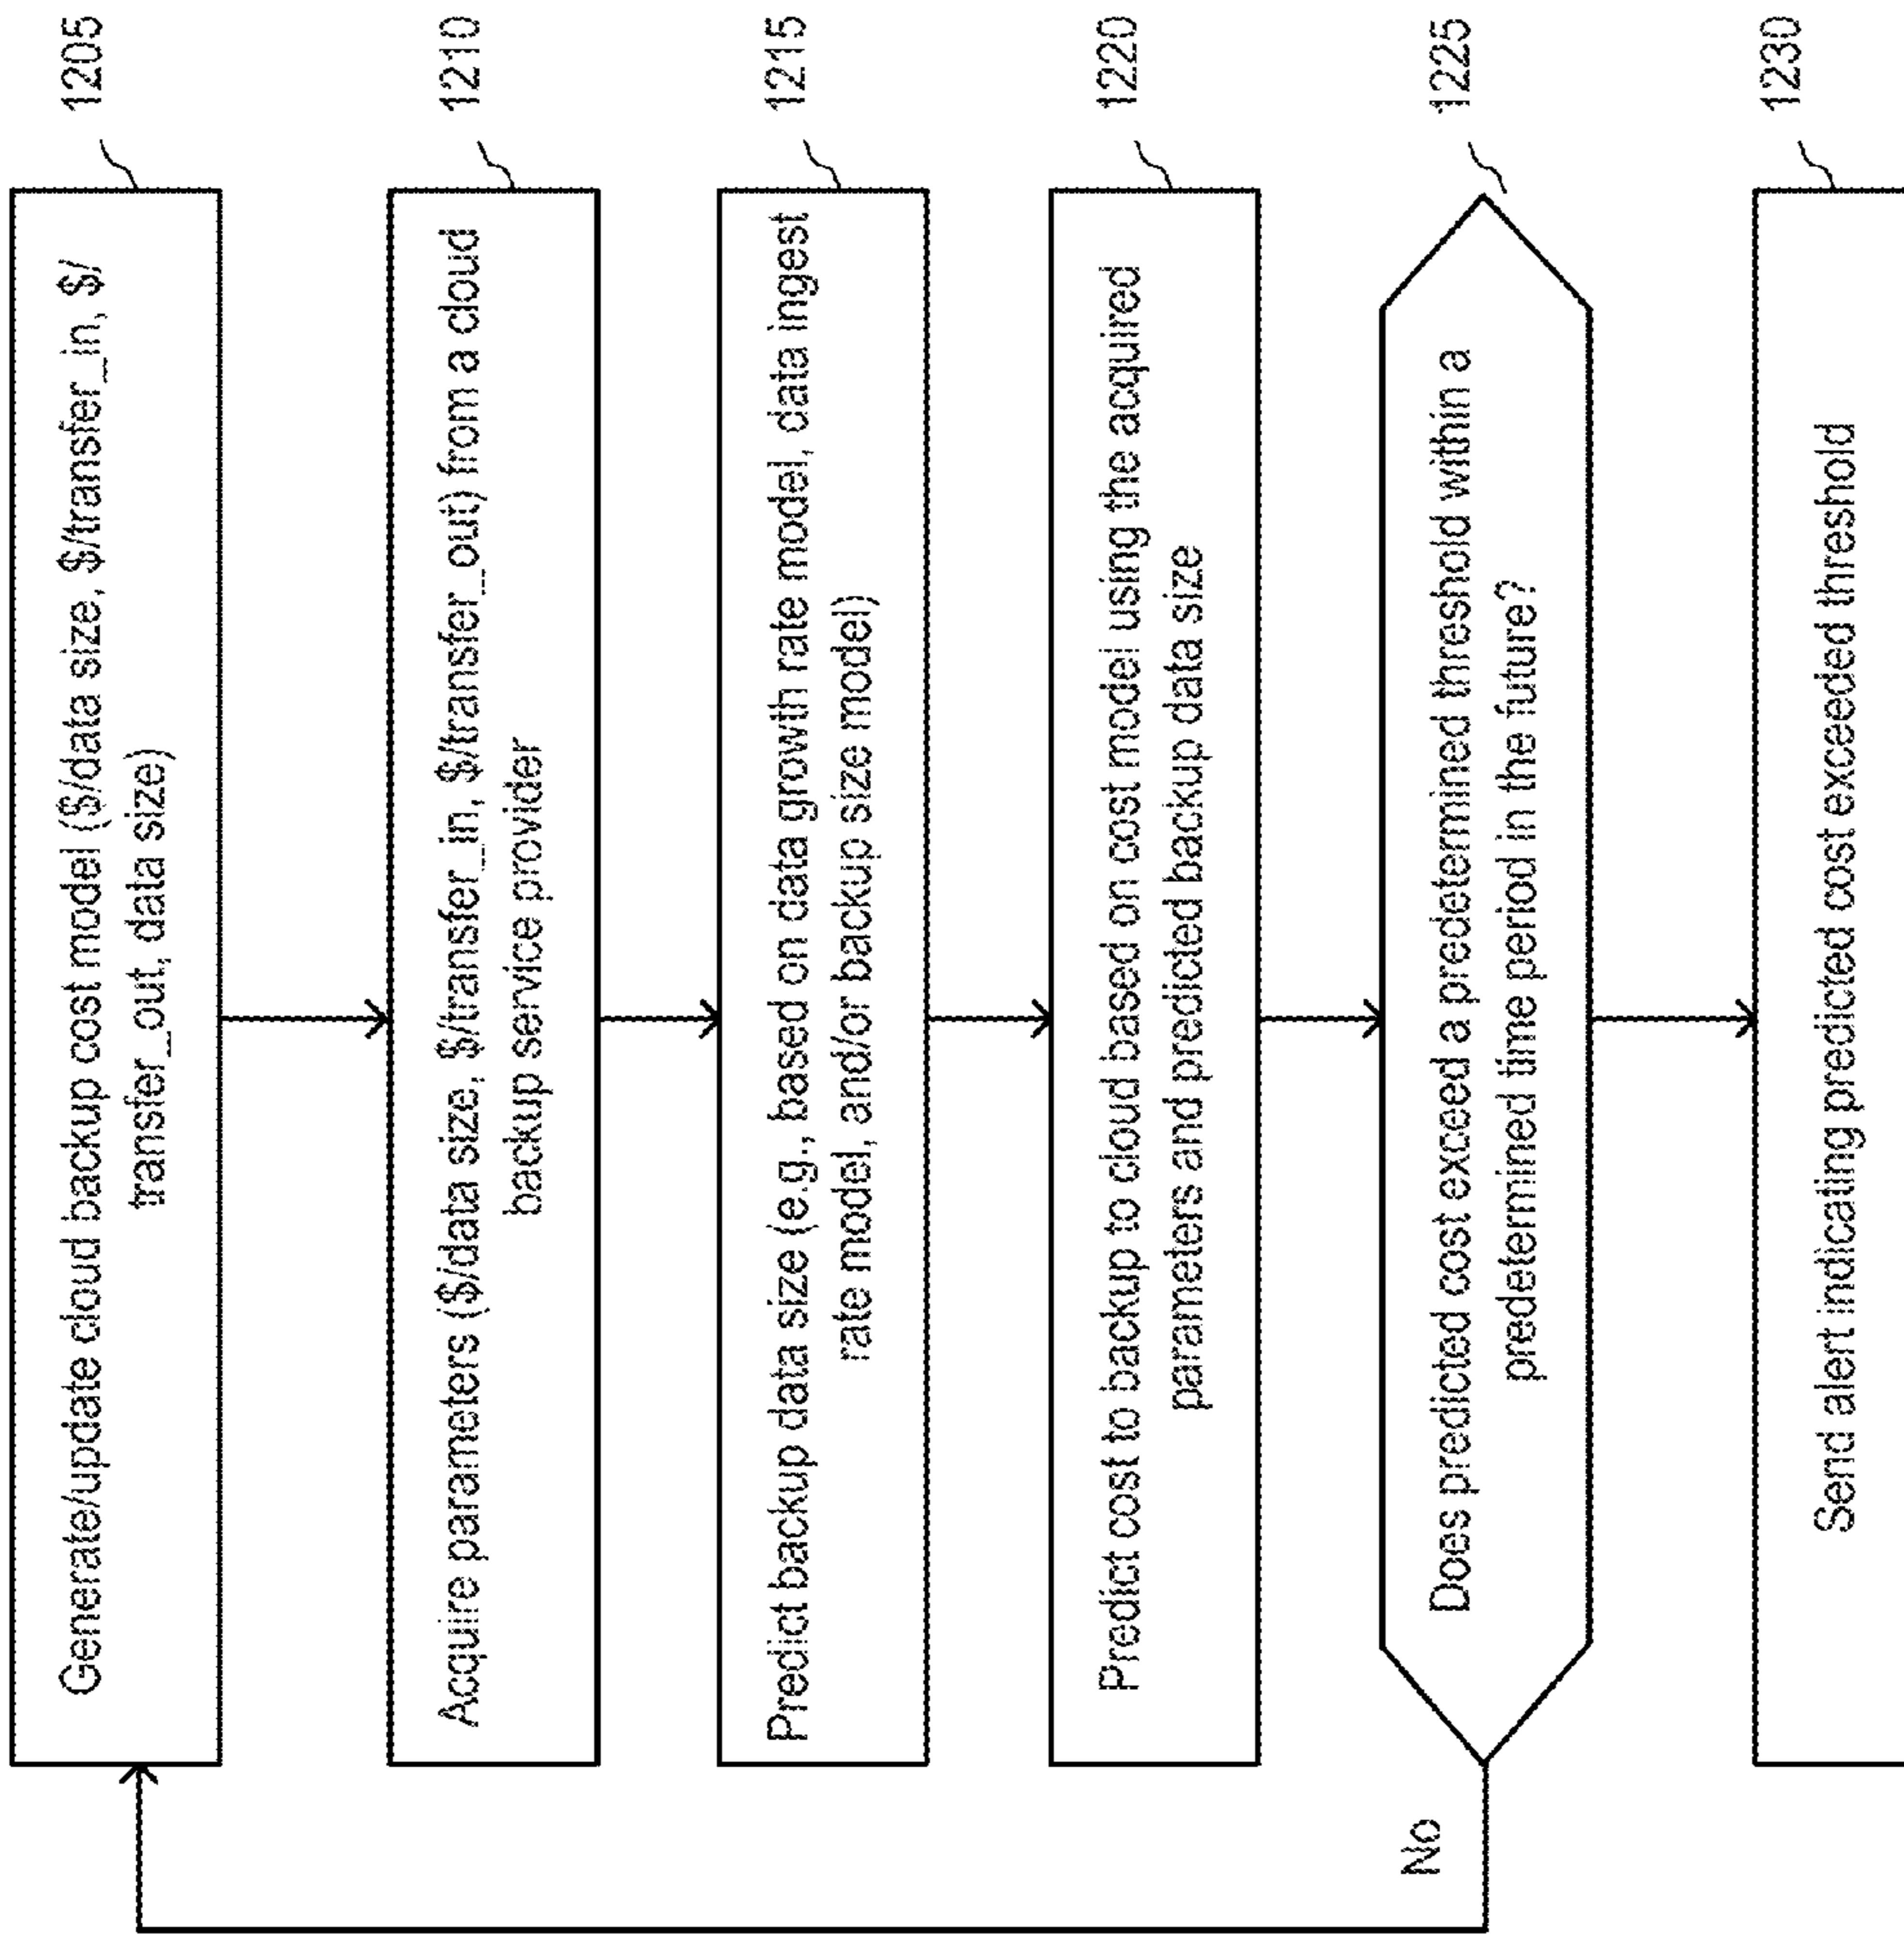 Generate/update cloud backup cost model ($/data size, $/transfer_in, $/
transfer_out, data size)
1205
Acquire parameters ($/data size, $/transfer_in, $/transfer_out) from a cloud
backup service provider
1210
Predict backup data size (e.g., based on data growth rate model, data ingest
rate model, and/or backup size model)
1215
Predict cost to backup to cloud based on cost model using the acquired
parameters and predicted backup data size
1220
Does predicted cost exceed a predetermined threshold within a
predetermined time period in the future?
1225
No
Send alert indicating predicted cost exceeded threshold
1230